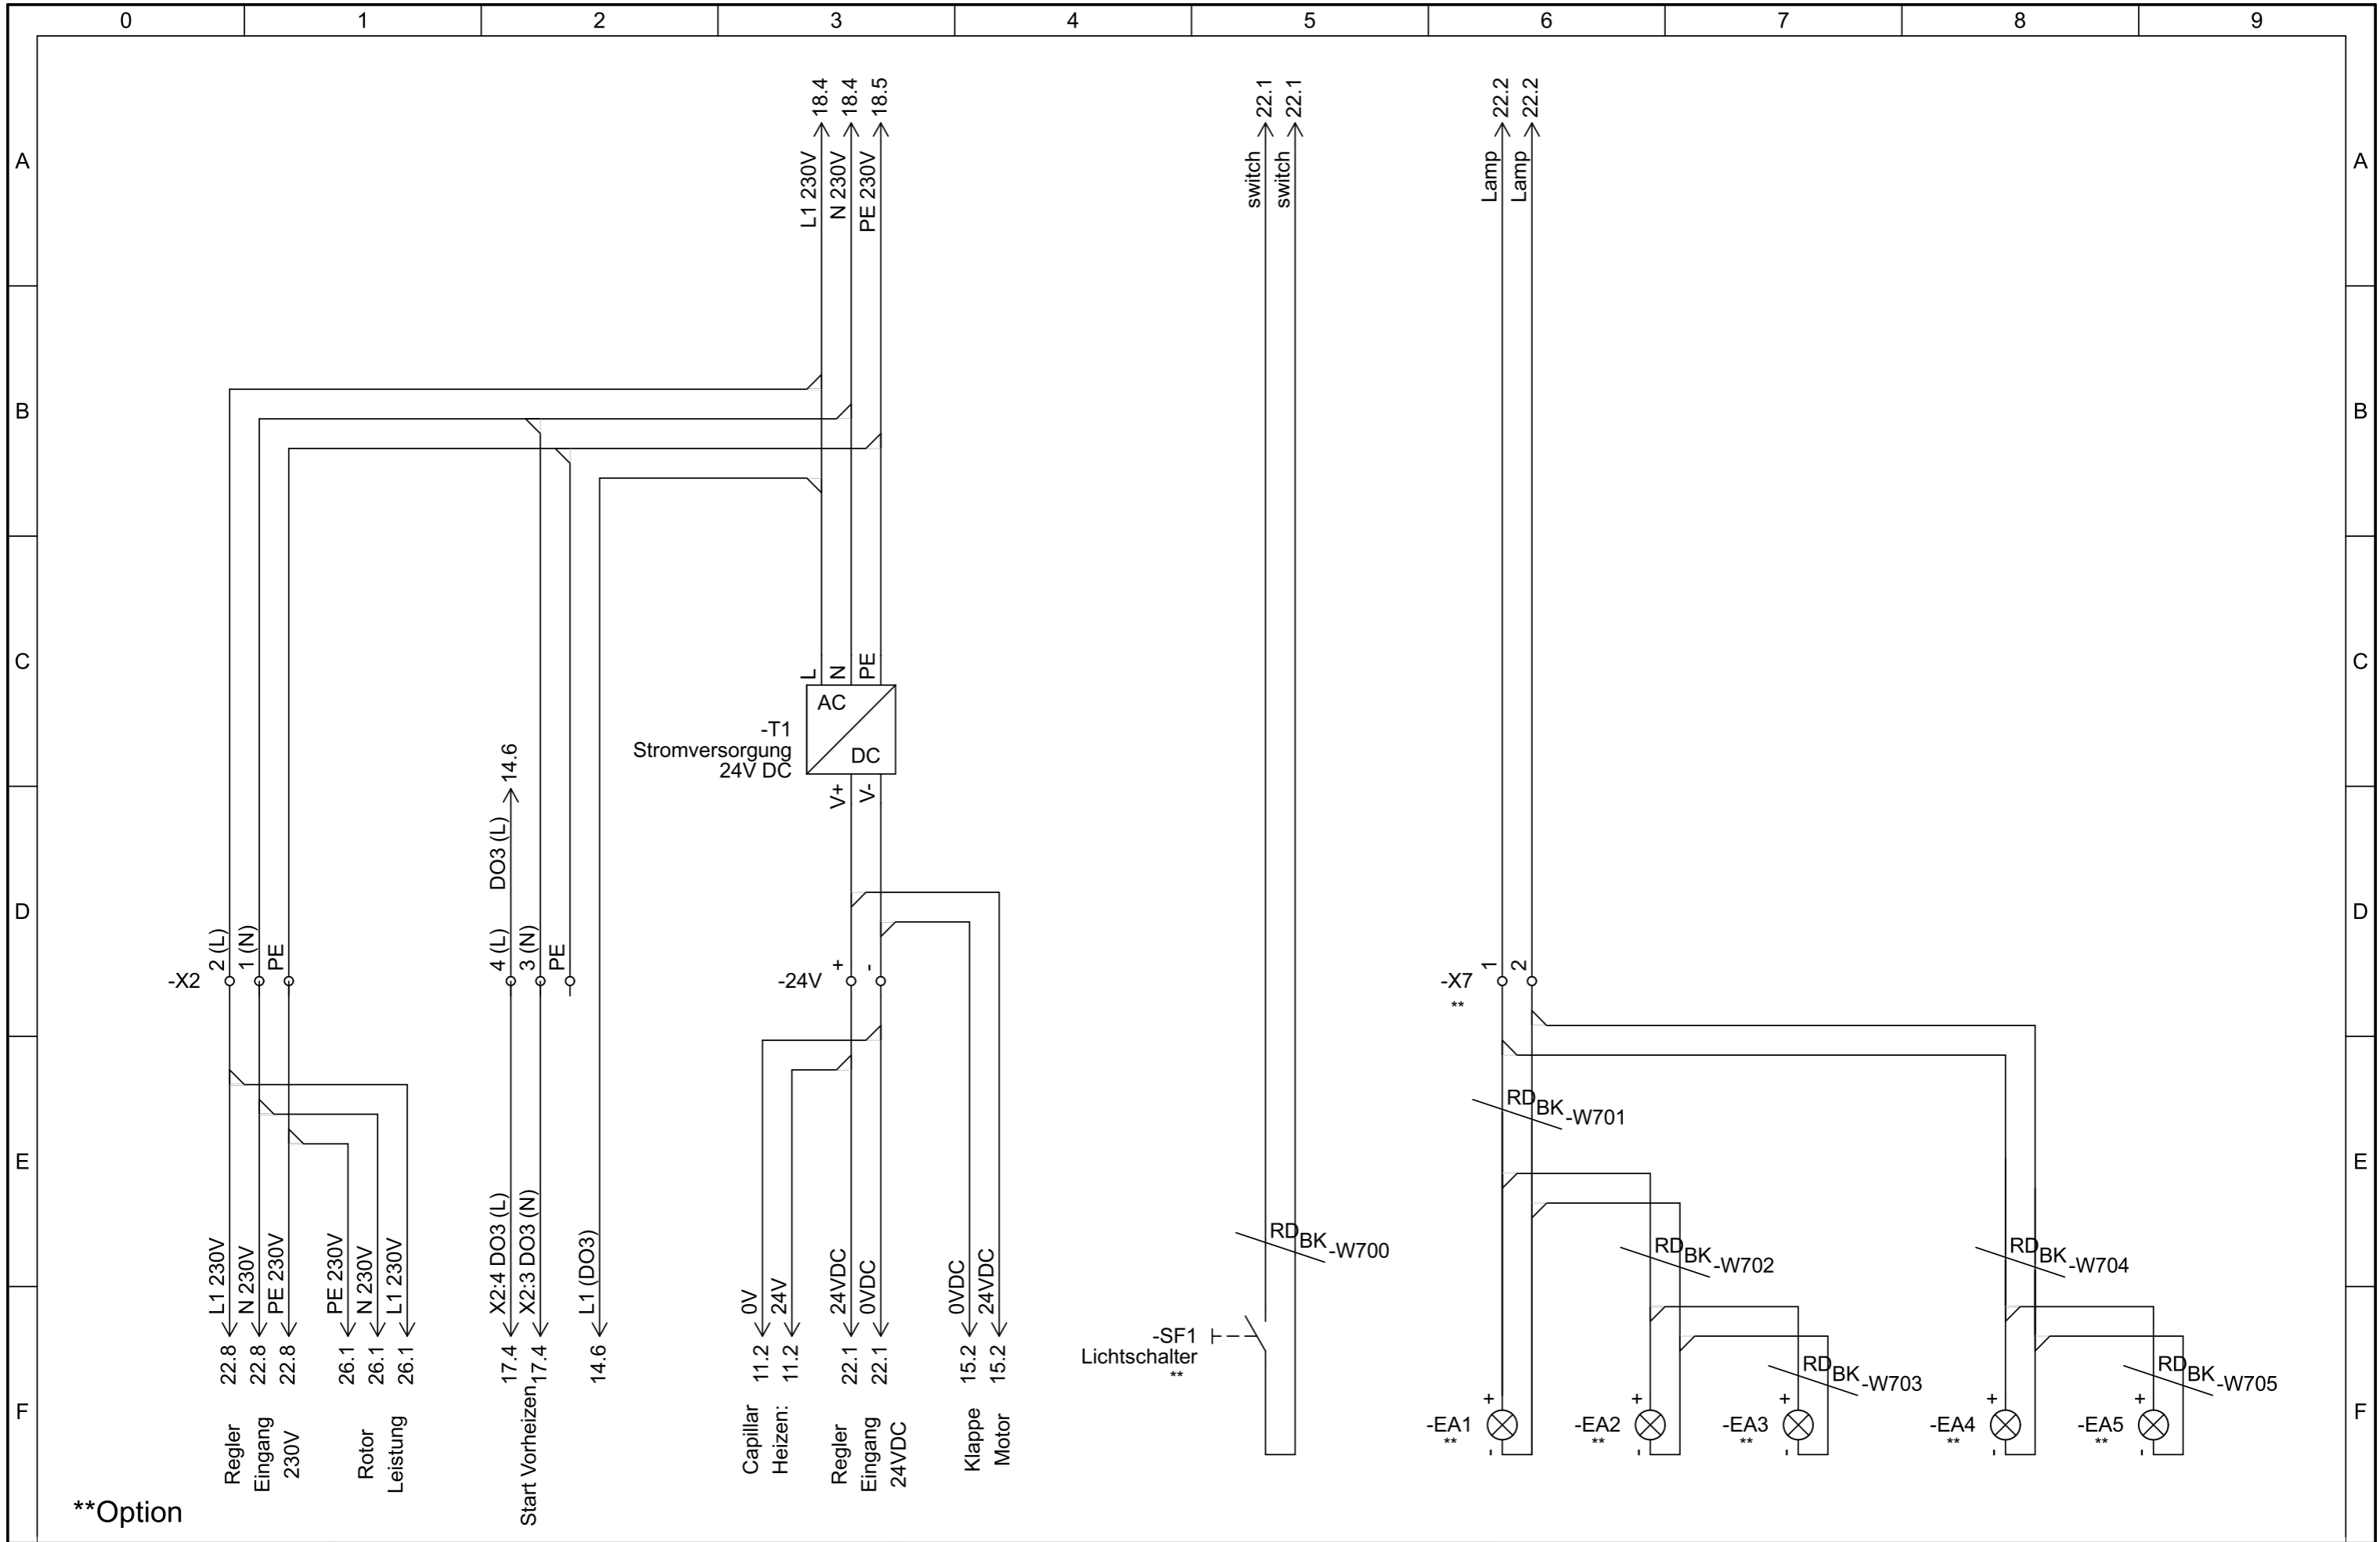 0 1 2 3 4 5 6 7 8 9
18.4
18.4
18.5
22.1
22.1
22.2
22.2
A
L1 230V
N 230V
PE 230V
switch
switch
Lamp
Lamp
A
B
B
C
L
N
PE
C
AC
DC
-T1
Stromversorgung
24V DC
V+
V-
14.6
DO3 (L)
D
D
-X2
2 (L)
1 (N)
PE
4 (L)
3 (N)
PE
-24V
+
-
-X7
**
1
2
RD
BK
-W701
E
E
RD
BK
-W700
RD
BK
-W702
RD
BK
-W704
L1 230V
N 230V
PE 230V
PE 230V
N 230V
L1 230V
X2:4 DO3 (L)
X2:3 DO3 (N)
L1 (DO3)
0V
24V
24VDC
0VDC
0VDC
24VDC
22.8
22.8
22.8
26.1
26.1
26.1
17.4
17.4
14.6
11.2
11.2
22.1
22.1
15.2
15.2
-SF1
Lichtschalter
**
RD
BK
-W703
RD
BK
-W705
F
F
Regler
Eingang
230V
Rotor
Leistung
Start Vorheizen
Capillar
Heizen:
Regler
Eingang
24VDC
Klappe
Motor
-EA1
**
+
-
-EA2
**
+
-
-EA3
**
-
-EA4
**
+
-
-EA5
**
+
-
+
**Option